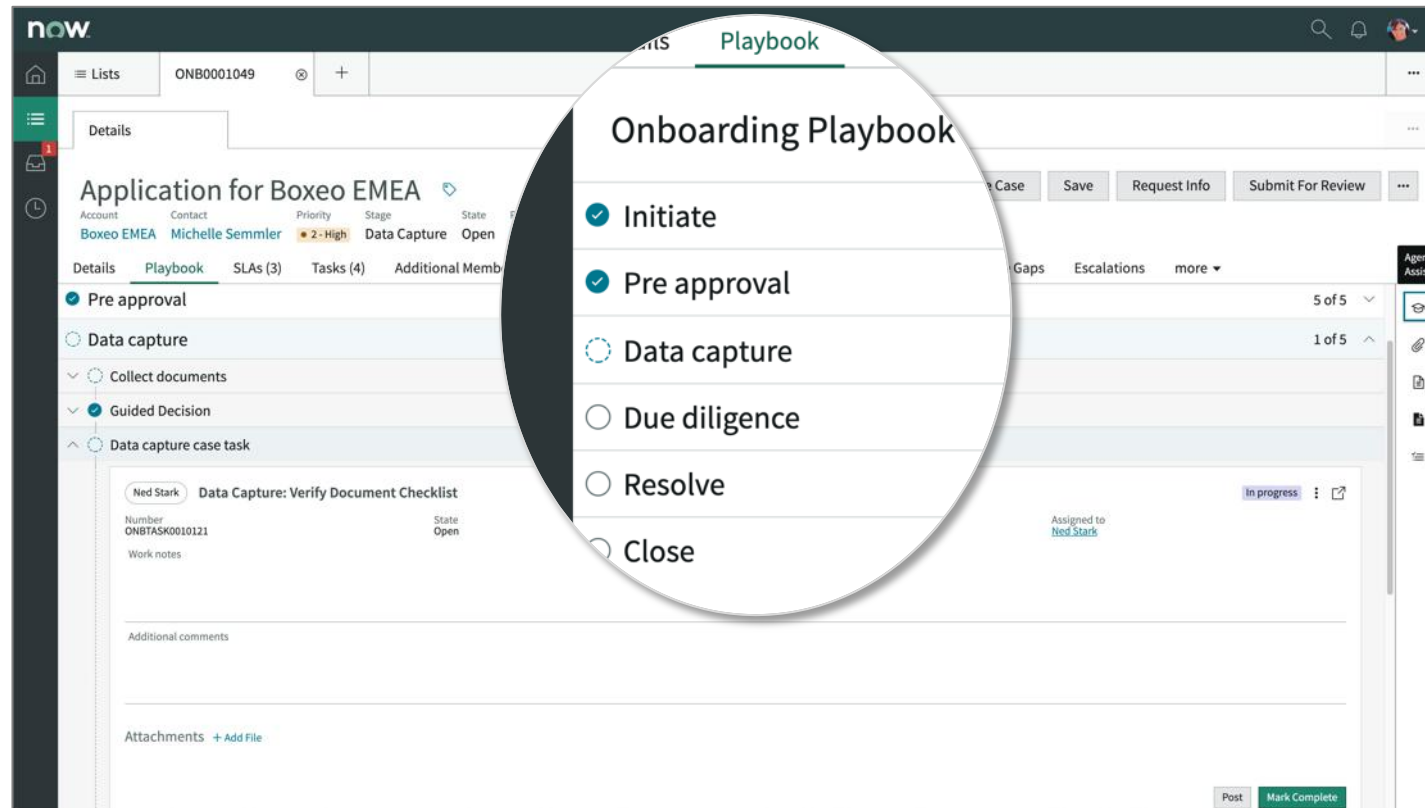 now.
Lists
ONB0001049
Details
Application for Boxeo EMEA
Account
Boxeo EMEA
Contact
Michelle Semmler
Priority
2 - High
Stage
Data Capture
State
Open
Case
Save
Request Info
Submit For Review
Details
Playbook
SLAs (3)
Tasks (4)
Additional
Gaps
Escalations
more
Pre approval
5 of 5
Data capture
1 of 5
Collect documents
Guided Decision
Data capture case task
Ned Stark
Data Capture: Verify Document Checklist
In progress
Number
ONBTASK0010121
State
Open
Assigned to
Ned Stark
Work notes
Additional comments
Attachments
+ Add File
Post
Mark Complete
1
Playbook
Onboarding Playbook
Initiate
Pre approval
Data capture
Due diligence
Resolve
Close